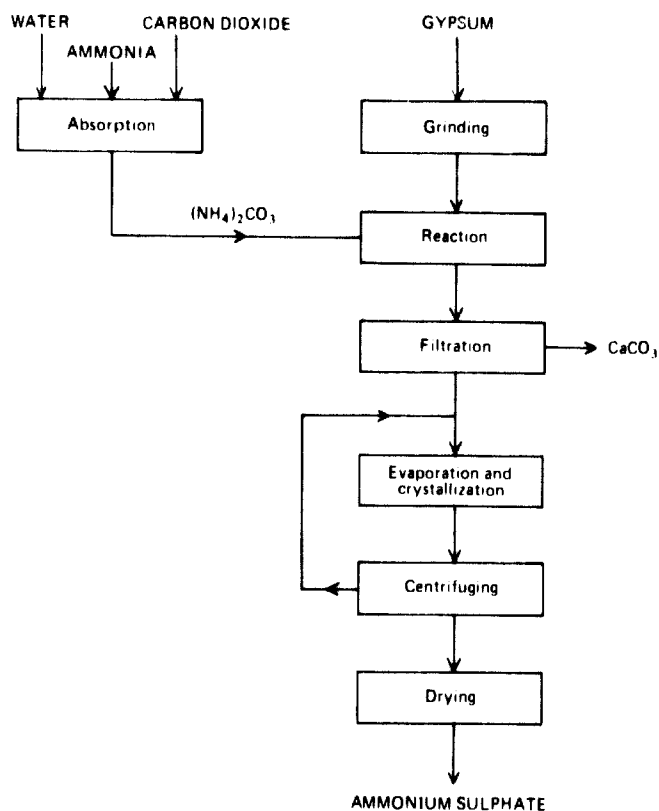 WATER
CARBON DIOXIDE
AMMONIA
GYPSUM
Absorption
Grinding
(NH₄)₂CO₃
Reaction
Filtration
CaCO₃
Evaporation and
crystallization
Centrifuging
Drying
AMMONIUM SULPHATE